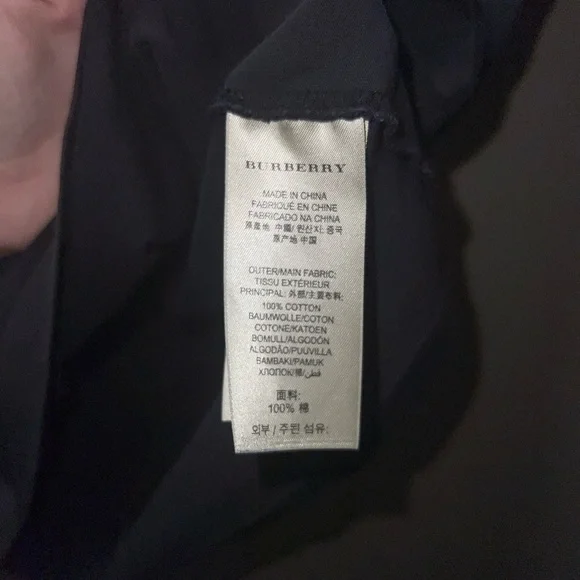 BURBERRY
MADE IN CHINA
FABRIQUÉ EN CHINE
FABRICADO NA CHINA
原產地: 中國/ 원산지: 중국
原产地: 中国
OUTER/MAIN FABRIC:
TISSU EXTÉRIEUR
PRINCIPAL: 外部/主要布料:
100% COTTON
BAUMWOLLE/COTON
COTONE/KATOEN
BOMULL/ALGODÓN
ALGODÃO/PUUVILLA
BAMBAKI/PAMUK
ХЛОПОК/棉/قطن:
面料:
100% 棉
외부 / 주된 섬유: